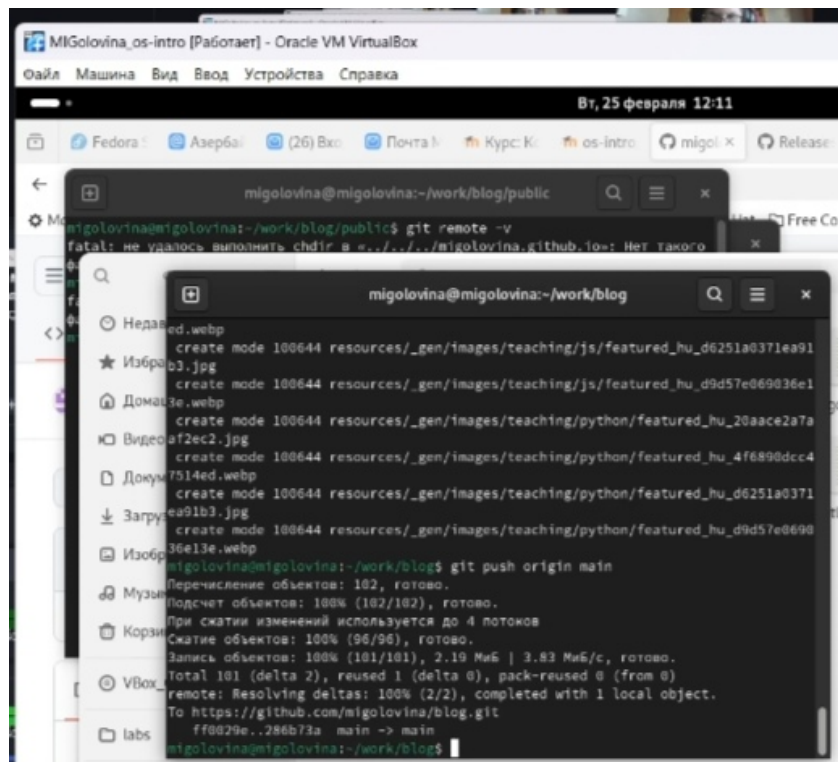 MIGolovina_os-intro [Работает] - Oracle VM VirtualBox
Файл Машина Вид Ввод Устройства Справка
Вт, 25 февраля 12:11
Fedora Азербай (26) Вхо Почта Курс: os-intro migol × Release
migolovina@migolovina:~/work/blog/public
Free Co
migolovina@migolovina:~/work/blog/public$ git remote -v
fatal: не удалось выполнить chdir в «../../../migolovina.github.io»: Нет такого
migolovina@migolovina:~/work/blog
Недав
Избра
Домаш
Видео
Докум
Загруз
Изобр
Музык
Корзи
VBox_
labs
ed.webp
create mode 100644 resources/_gen/images/teaching/js/featured_hu_d6251a0371ea91
b3.jpg
create mode 100644 resources/_gen/images/teaching/js/featured_hu_d9d57e069036e1
3e.webp
create mode 100644 resources/_gen/images/teaching/python/featured_hu_20aace2a7a
af2ec2.jpg
create mode 100644 resources/_gen/images/teaching/python/featured_hu_4f6890dcc4
7514ed.webp
create mode 100644 resources/_gen/images/teaching/python/featured_hu_d6251a0371
ea91b3.jpg
create mode 100644 resources/_gen/images/teaching/python/featured_hu_d9d57e0690
36e13e.webp
migolovina@migolovina:~/work/blog$ git push origin main
Перечисление объектов: 102, готово.
Подсчет объектов: 100% (102/102), готово.
При сжатии изменений используется до 4 потоков
Сжатие объектов: 100% (96/96), готово.
Запись объектов: 100% (101/101), 2.19 МиБ | 3.83 МиБ/с, готово.
Total 101 (delta 2), reused 1 (delta 0), pack-reused 0 (from 0)
remote: Resolving deltas: 100% (2/2), completed with 1 local object.
To https://github.com/migolovina/blog.git
ff0029e..286b73a main -> main
migolovina@migolovina:~/work/blog$